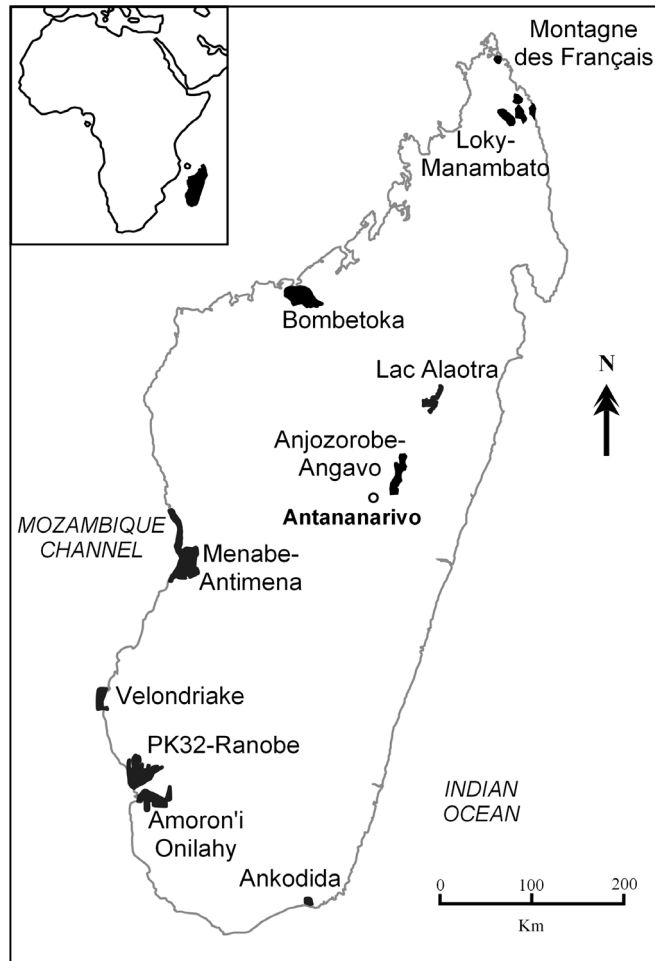 Montagne
des Français
Loky-
Manambato
Bombetoka
Lac Alaotra
N
Anjozorobe-
Angavo
Antananarivo
MOZAMBIQUE
CHANNEL
Menabe-
Antimena
Velondriake
PK32-Ranobe
Amoron'i
Onilahy
INDIAN
OCEAN
Ankodida
0 100 200
Km